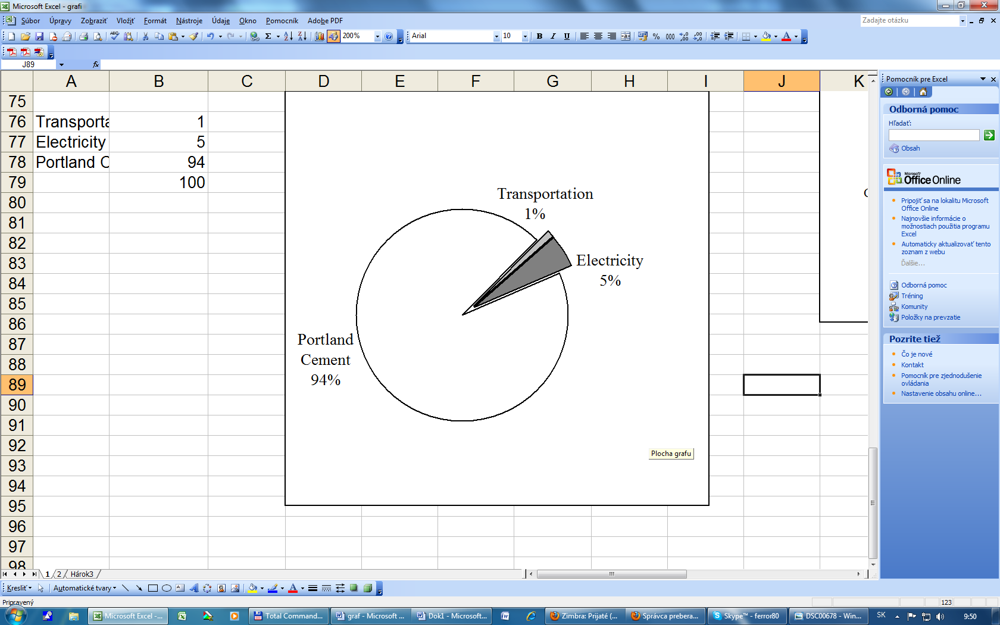 Microsoft Excel - grafi
Súbor Úpravy Zobraziť Vložiť Formát Nástroje Údaje Okno Pomocník Adobe PDF
Zadajte otázku
200%
Arial
10
B I U
% 000
J89
fx
A B C D E F G H I J K
75
76 Transporta 1
77 Electricity 5
78 Portland C 94
79 100
80
81
82
83
84
85
86
87
88
89
90
91
92
93
94
95
96
97
98
Transportation
1%
Electricity
5%
Portland
Cement
94%
Plocha grafu
Pomocník pre Excel
Odborná pomoc
Hľadať:
Obsah
Microsoft
Office Online
Pripojiť sa na lokalitu Microsoft
Office Online
Najnovšie informácie o
možnostiach použitia programu
Excel
Automaticky aktualizovať tento
zoznam z webu
Ďalšie...
Odborná pomoc
Tréning
Komunity
Položky na prevzatie
Pozrite tiež
Čo je nové
Kontakt
Pomocník pre zjednodušenie
ovládania
Nastavenie obsahu online...
1 2 Hárok3
Kresliť Automatické tvary
Pripravený
123
Microsoft Excel -... Total Command... graf - Microsoft ... Dok1 - Microsoft... Zimbra: Prijaté (... Správca prebera... Skype™ - ferror80 DSC00678 - Win... SK 9:50